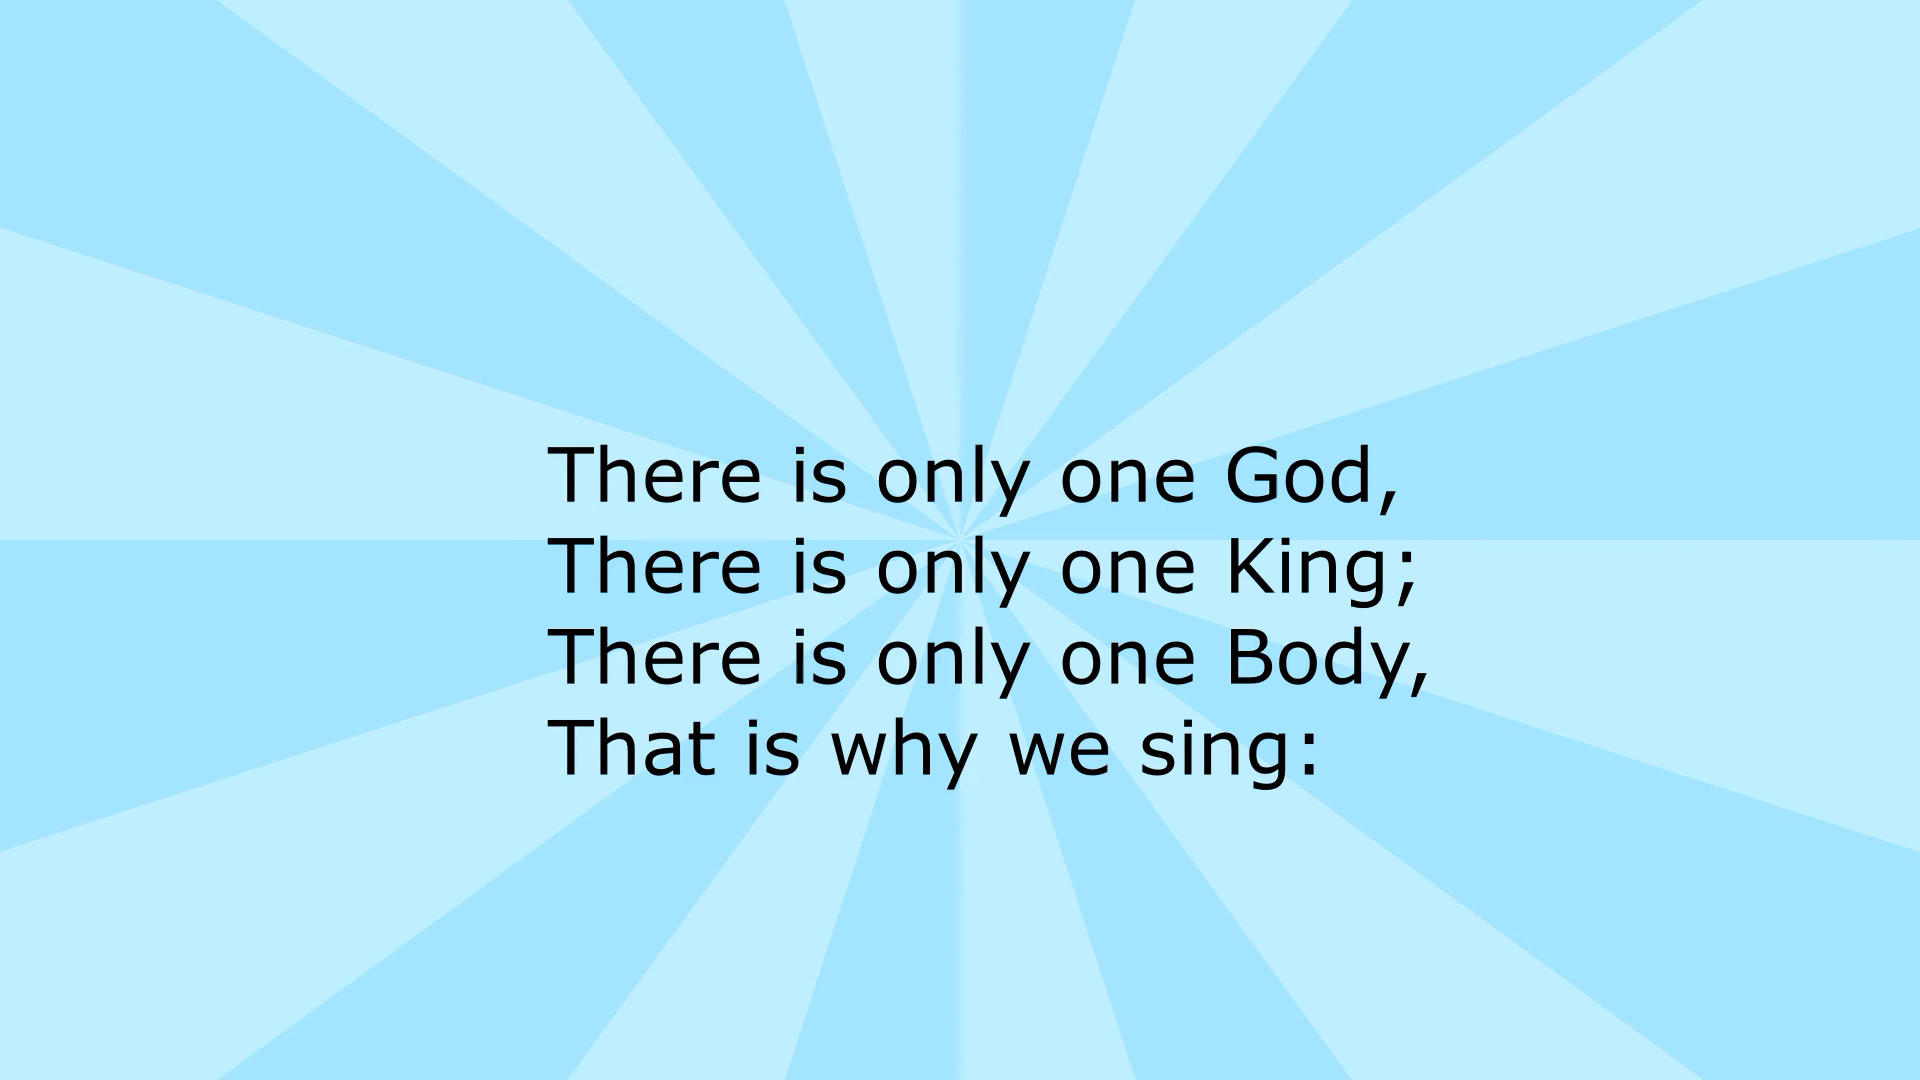 There is only one God,
There is only one King;
There is only one Body,
That is why we sing: